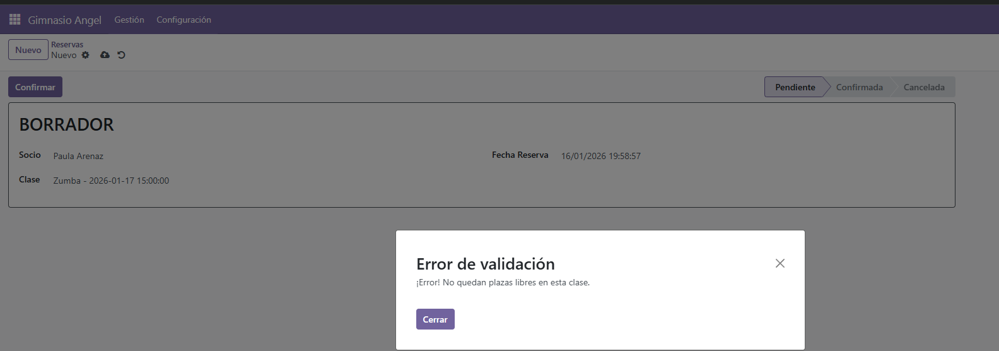 Gimnasio Angel Gestión Configuración
Nuevo
Reservas
Nuevo
Confirmar
Pendiente Confirmada Cancelada
BORRADOR
Socio Paula Arenaz
Fecha Reserva 16/01/2026 19:58:57
Clase Zumba - 2026-01-17 15:00:00
Error de validación
¡Error! No quedan plazas libres en esta clase.
Cerrar